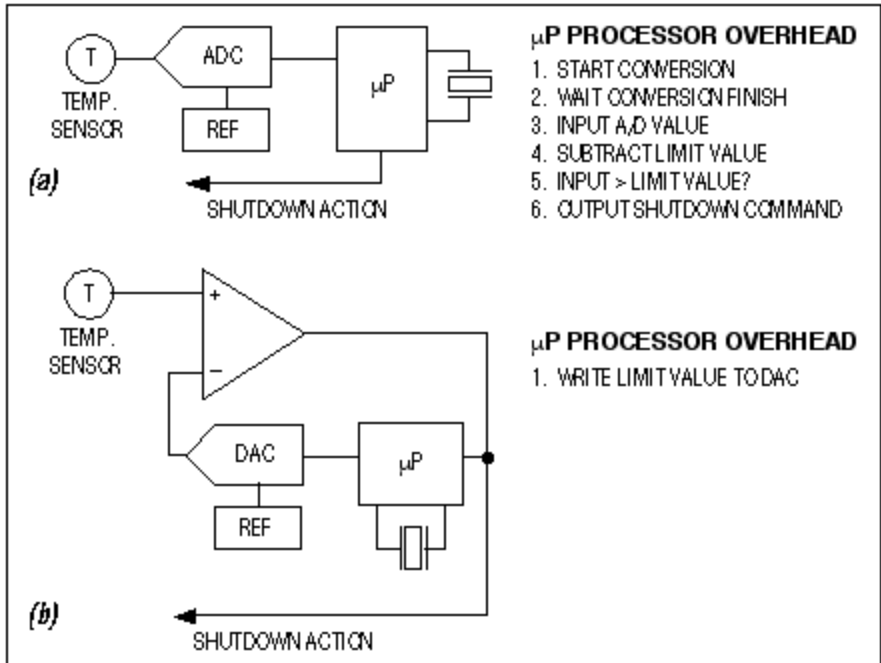 T
TEMP.
SENSOR
ADC
REF
µP
(a)
SHUTDOWN ACTION
µP PROCESSOR OVERHEAD
1. START CONVERSION
2. WAIT CONVERSION FINISH
3. INPUT A/D VALUE
4. SUBTRACT LIMIT VALUE
5. INPUT > LIMIT VALUE?
6. OUTPUT SHUTDOWN COMMAND
T
TEMP.
SENSOR
+
−
DAC
REF
µP
(b)
SHUTDOWN ACTION
µP PROCESSOR OVERHEAD
1. WRITE LIMIT VALUE TO DAC